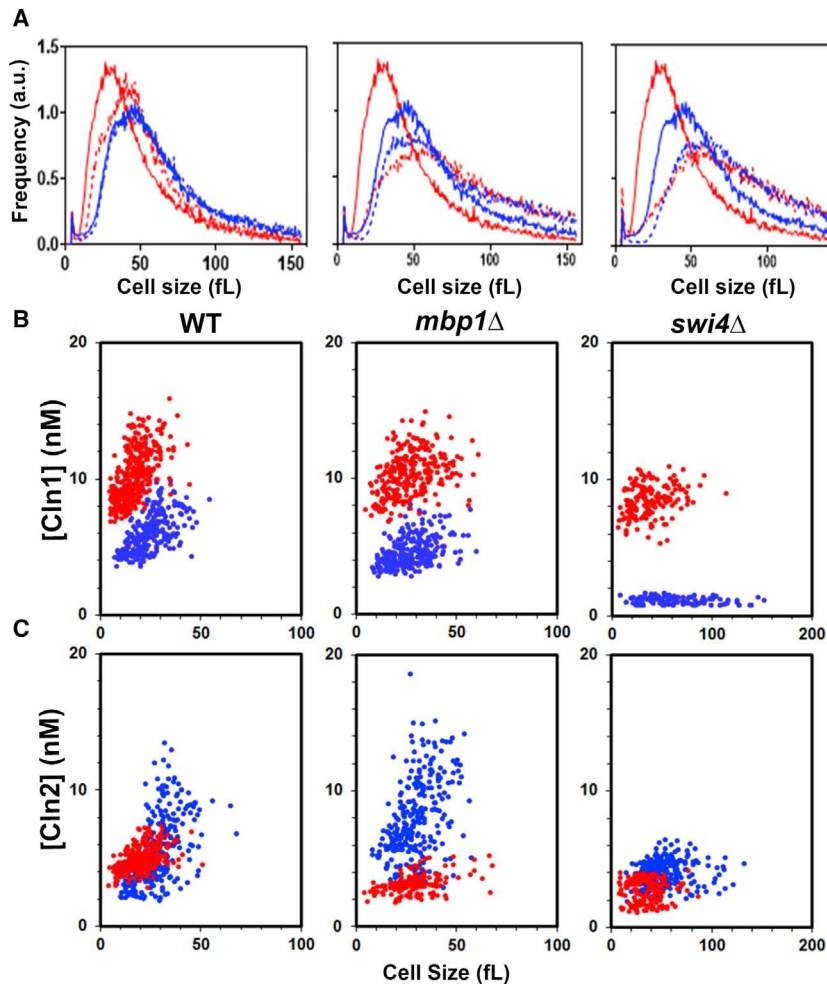 A
Frequency (a.u.)
1.5
1.0
0.5
0.0
0 50 100 150
0 50 100 150
0 50 100
Cell size (fL)
Cell size (fL)
Cell size (fL)
B
WT
mbp1Δ
swi4Δ
[Cln1] (nM)
20
10
0
0 50 100
20
10
0
0 50 100
20
10
0
0 100 200
C
[Cln2] (nM)
20
10
0
0 50 100
20
10
0
0 50 100
20
10
0
0 100 200
Cell Size (fL)